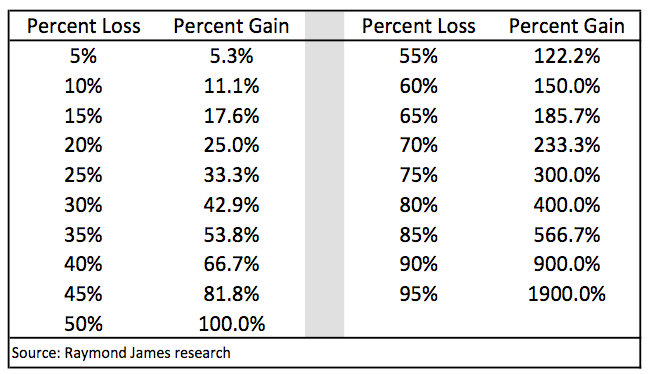 Percent Loss Percent Gain Percent Loss Percent Gain
5% 5.3% 55% 122.2%
10% 11.1% 60% 150.0%
15% 17.6% 65% 185.7%
20% 25.0% 70% 233.3%
25% 33.3% 75% 300.0%
30% 42.9% 80% 400.0%
35% 53.8% 85% 566.7%
40% 66.7% 90% 900.0%
45% 81.8% 95% 1900.0%
50% 100.0%
Source: Raymond James research